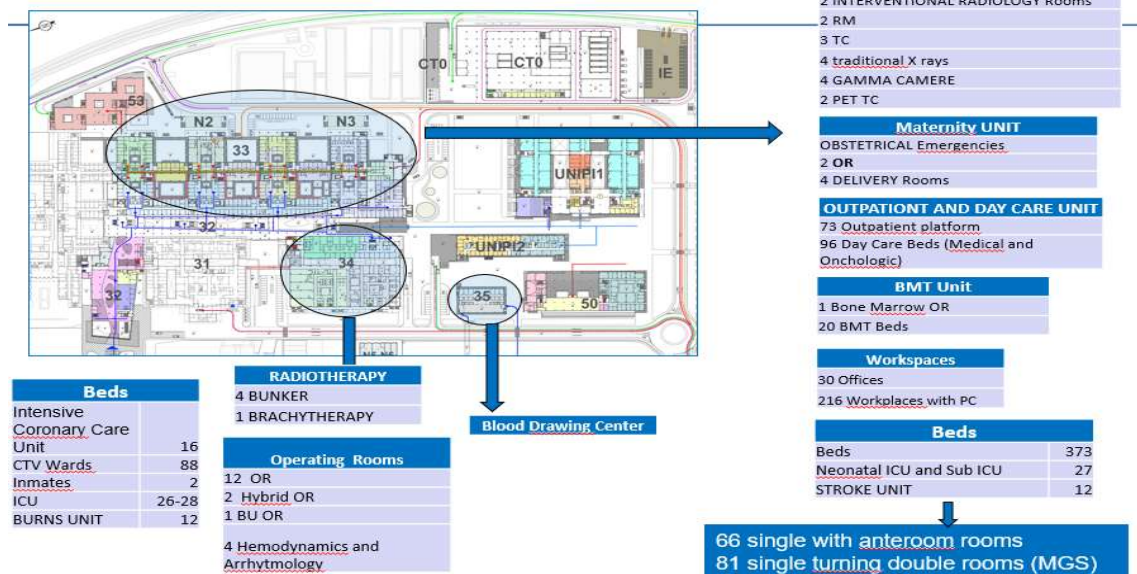 2 INTERVENTIONAL RADIOLOGY Rooms
2 RM
3 TC
4 traditional X rays
4 GAMMA CAMERE
2 PET TC
Maternity UNIT
OBSTETRICAL Emergencies
2 OR
4 DELIVERY Rooms
OUTPATIONT AND DAY CARE UNIT
73 Outpatient platform
96 Day Care Beds (Medical and
Onchologic)
BMT Unit
1 Bone Marrow OR
20 BMT Beds
Workspaces
30 Offices
216 Workplaces with PC
Beds
Beds 373
Neonatal ICU and Sub ICU 27
STROKE UNIT 12
66 single with anteroom rooms
81 single turning double rooms (MGS)
CT0
CT0
IE
53
N2
N3
33
UNIPI1
32
UNIPI2
31
34
35
50
32
Beds
Intensive
Coronary Care
Unit 16
CTV Wards 88
Inmates 2
ICU 26-28
BURNS UNIT 12
RADIOTHERAPY
4 BUNKER
1 BRACHYTHERAPY
Operating Rooms
12 OR
2 Hybrid OR
1 BU OR
4 Hemodynamics and
Arrhytmology
Blood Drawing Center